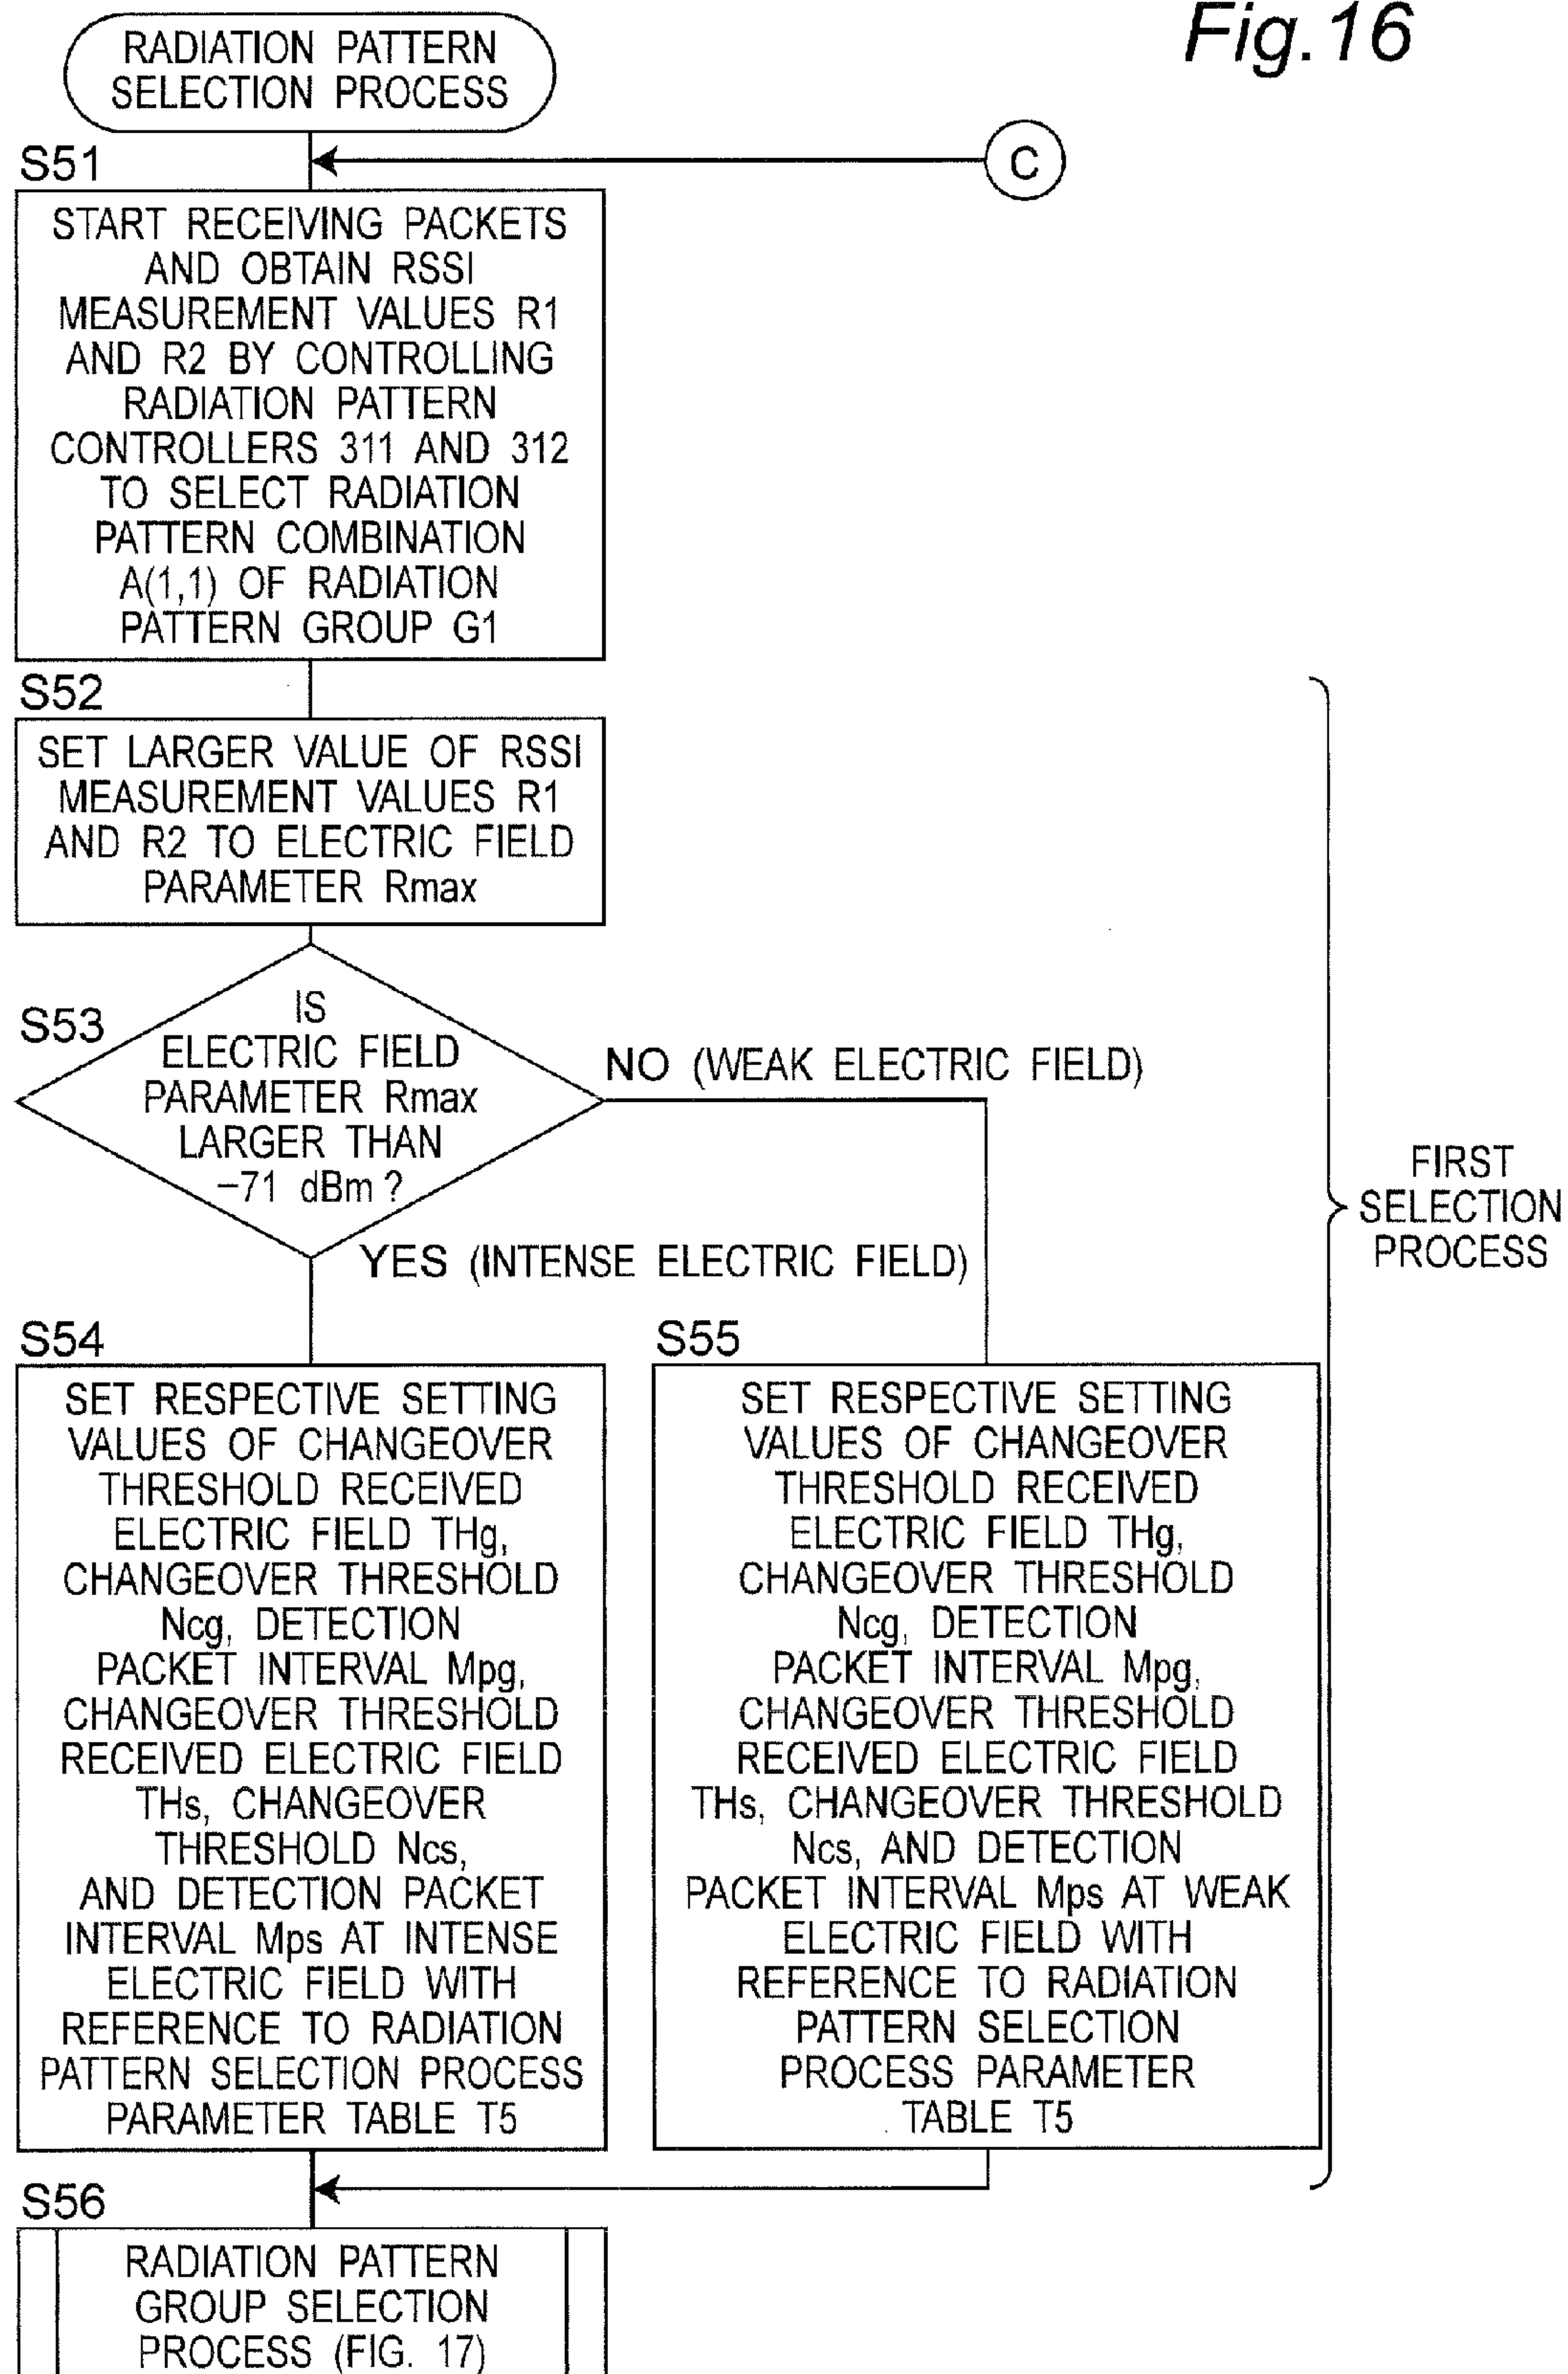 Fig.16
RADIATION PATTERN
SELECTION PROCESS
C
S51
START RECEIVING PACKETS
AND OBTAIN RSSI
MEASUREMENT VALUES R1
AND R2 BY CONTROLLING
RADIATION PATTERN
CONTROLLERS 311 AND 312
TO SELECT RADIATION
PATTERN COMBINATION
A(1,1) OF RADIATION
PATTERN GROUP G1
S52
SET LARGER VALUE OF RSSI
MEASUREMENT VALUES R1
AND R2 TO ELECTRIC FIELD
PARAMETER Rmax
S53
IS
ELECTRIC FIELD
PARAMETER Rmax
LARGER THAN
−71 dBm ?
NO (WEAK ELECTRIC FIELD)
YES (INTENSE ELECTRIC FIELD)
FIRST
SELECTION
PROCESS
S54
SET RESPECTIVE SETTING
VALUES OF CHANGEOVER
THRESHOLD RECEIVED
ELECTRIC FIELD THg,
CHANGEOVER THRESHOLD
Ncg, DETECTION
PACKET INTERVAL Mpg,
CHANGEOVER THRESHOLD
RECEIVED ELECTRIC FIELD
THs, CHANGEOVER
THRESHOLD Ncs,
AND DETECTION PACKET
INTERVAL Mps AT INTENSE
ELECTRIC FIELD WITH
REFERENCE TO RADIATION
PATTERN SELECTION PROCESS
PARAMETER TABLE T5
S55
SET RESPECTIVE SETTING
VALUES OF CHANGEOVER
THRESHOLD RECEIVED
ELECTRIC FIELD THg,
CHANGEOVER THRESHOLD
Ncg, DETECTION
PACKET INTERVAL Mpg,
CHANGEOVER THRESHOLD
RECEIVED ELECTRIC FIELD
THs, CHANGEOVER THRESHOLD
Ncs, AND DETECTION
PACKET INTERVAL Mps AT WEAK
ELECTRIC FIELD WITH
REFERENCE TO RADIATION
PATTERN SELECTION
PROCESS PARAMETER
TABLE T5
S56
RADIATION PATTERN
GROUP SELECTION
PROCESS (FIG. 17)